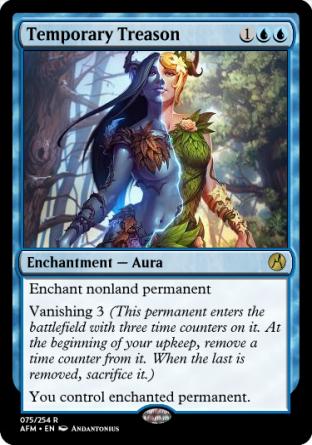 Temporary Treason 1
Enchantment — Aura
Enchant nonland permanent
Vanishing 3 (This permanent enters the
battlefield with three time counters on it. At
the beginning of your upkeep, remove a
time counter from it. When the last is
removed, sacrifice it.)
You control enchanted permanent.
075/254 R
AFM • EN Andantonius